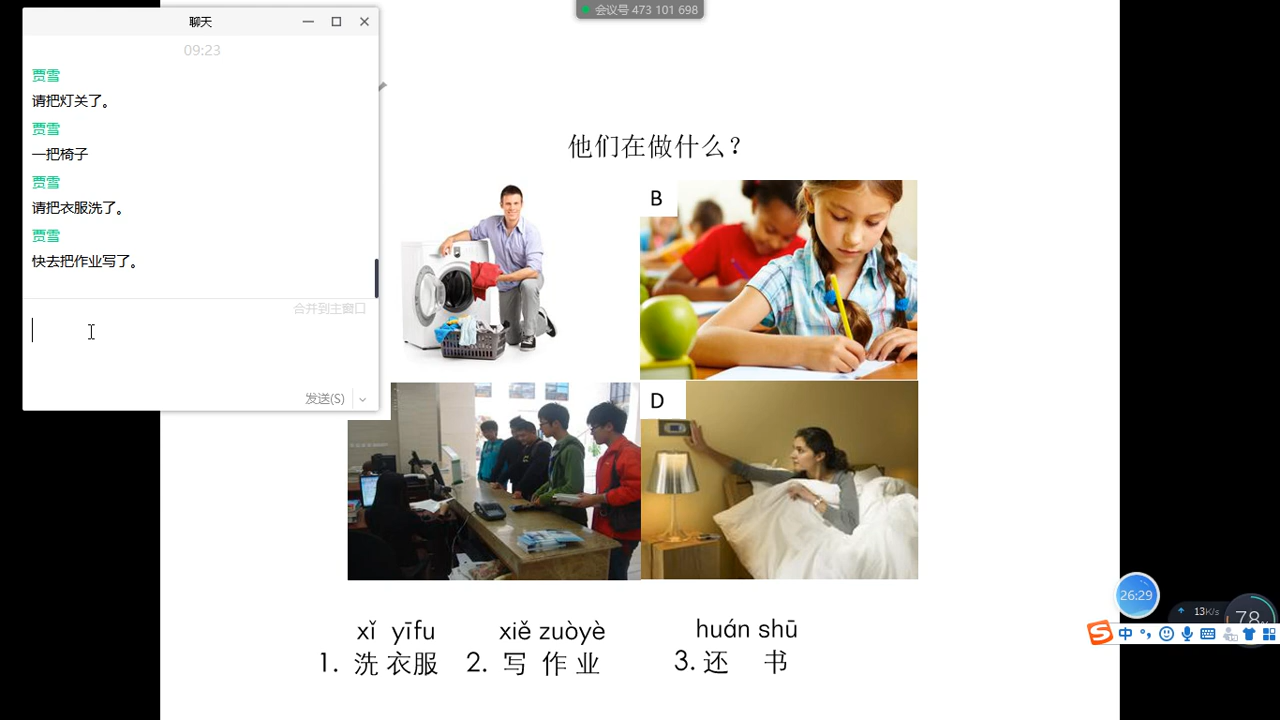 会议号 473 101 698
聊天
09:23
贾雪
请把灯关了。
贾雪
一把椅子
贾雪
请把衣服洗了。
贾雪
快去把作业写了。
合并到主窗口
发送(S)
他们在做什么？
B
D
xǐ yīfu
xiě zuòyè
huán shū
1. 洗 衣服
2. 写 作 业
3. 还 书
26:29
13K/s
78
中